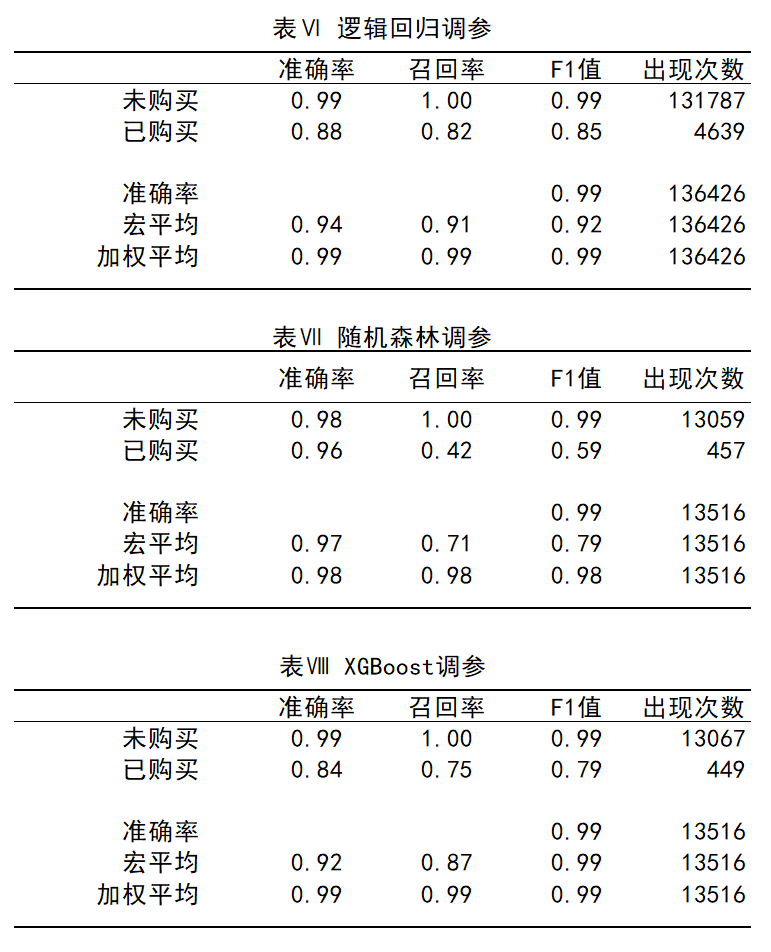 表Ⅵ 逻辑回归调参
准确率 召回率 F1值 出现次数
未购买 0.99 1.00 0.99 131787
已购买 0.88 0.82 0.85 4639
准确率 0.99 136426
宏平均 0.94 0.91 0.92 136426
加权平均 0.99 0.99 0.99 136426
表Ⅶ 随机森林调参
准确率 召回率 F1值 出现次数
未购买 0.98 1.00 0.99 13059
已购买 0.96 0.42 0.59 457
准确率 0.99 13516
宏平均 0.97 0.71 0.79 13516
加权平均 0.98 0.98 0.98 13516
表Ⅷ XGBoost调参
准确率 召回率 F1值 出现次数
未购买 0.99 1.00 0.99 13067
已购买 0.84 0.75 0.79 449
准确率 0.99 13516
宏平均 0.92 0.87 0.99 13516
加权平均 0.99 0.99 0.99 13516